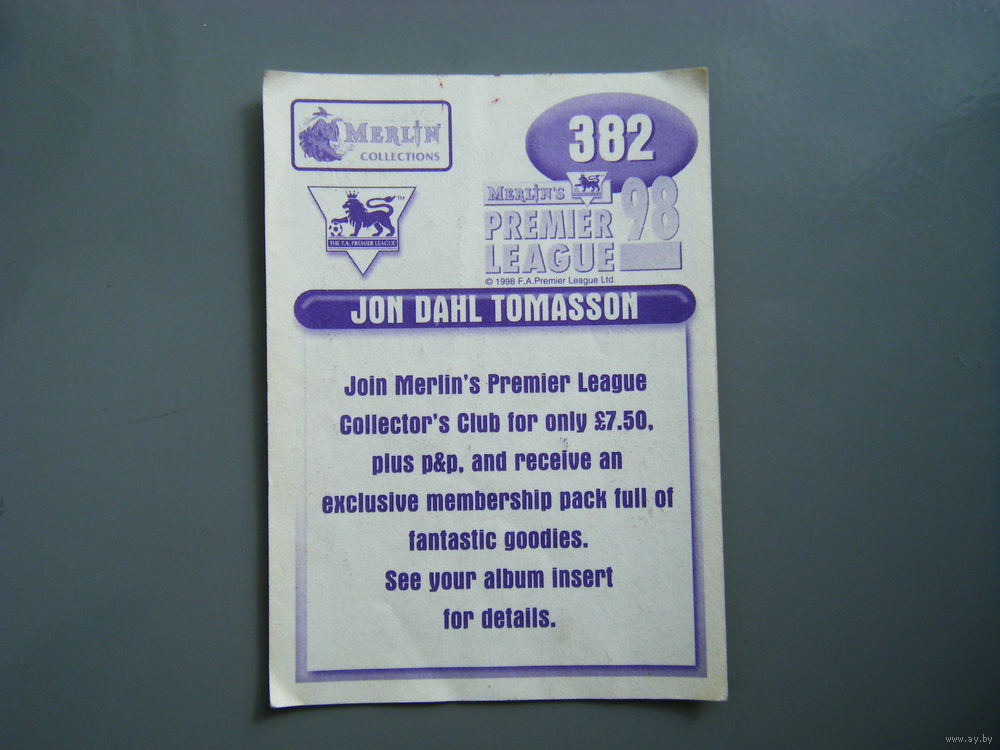 MERLIN
COLLECTIONS
382
THE F.A. PREMIER LEAGUE
TM
MERLIN'S
PREMIER
LEAGUE
98
© 1998 F.A.Premier League Ltd.
JON DAHL TOMASSON
Join Merlin's Premier League
Collector's Club for only £7.50,
plus p&p, and receive an
exclusive membership pack full of
fantastic goodies.
See your album insert
for details.
www.ay.by